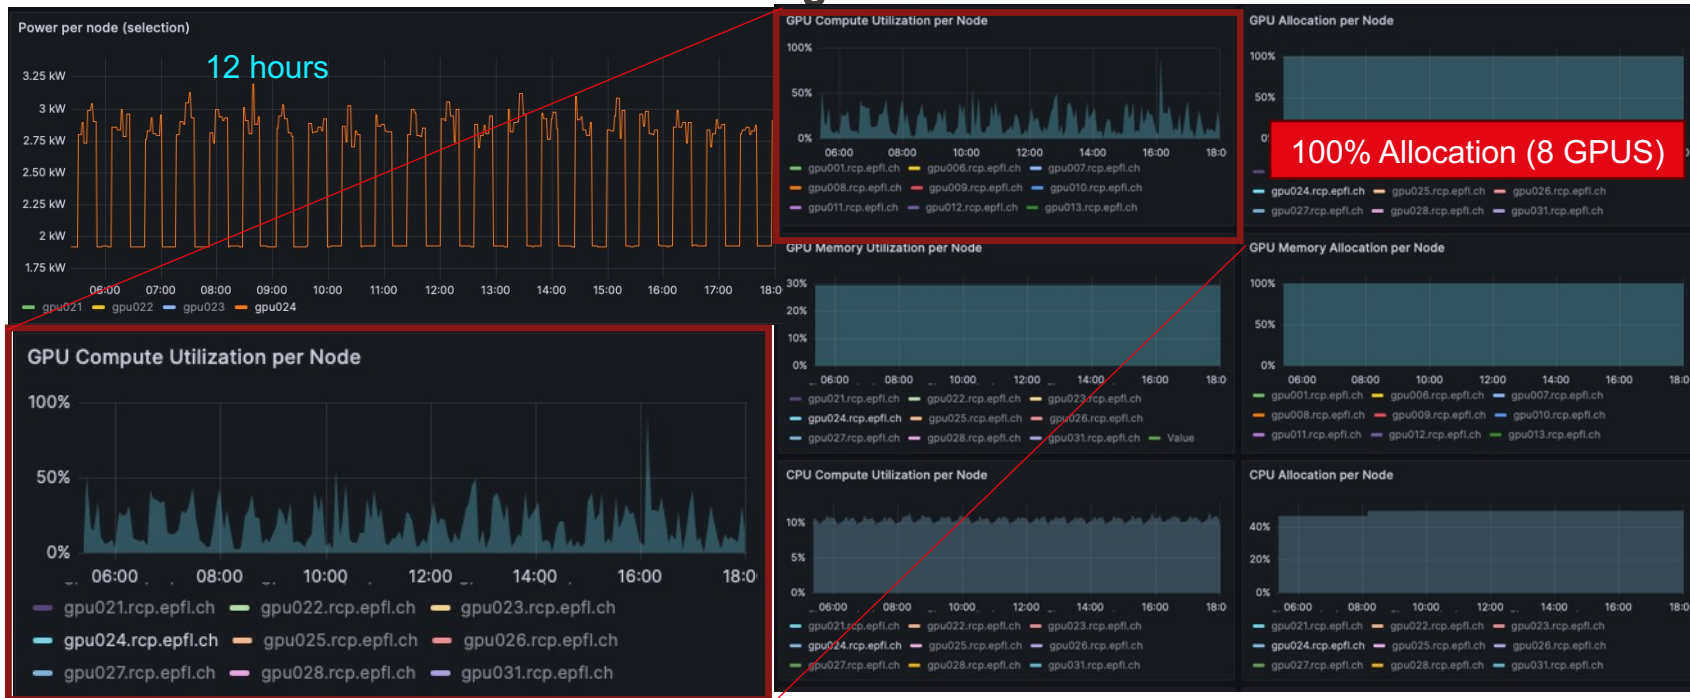 Power per node (selection)
12 hours
3.25 kW
3 kW
2.75 kW
2.50 kW
2.25 kW
2 kW
1.75 kW
06:00 07:00 08:00 09:00 10:00 11:00 12:00 13:00 14:00 15:00 16:00 17:00 18:0
gpu021 gpu022 gpu023 gpu024
GPU Compute Utilization per Node
100%
50%
0%
06:00 08:00 10:00 12:00 14:00 16:00 18:0
gpu021.rcp.epfl.ch gpu022.rcp.epfl.ch gpu023.rcp.epfl.ch
gpu024.rcp.epfl.ch gpu025.rcp.epfl.ch gpu026.rcp.epfl.ch
gpu027.rcp.epfl.ch gpu028.rcp.epfl.ch gpu031.rcp.epfl.ch
GPU Compute Utilization per Node
100%
50%
0%
06:00 08:00 10:00 12:00 14:00 16:00 18:0
gpu001.rcp.epfl.ch gpu006.rcp.epfl.ch gpu007.rcp.epfl.ch
gpu008.rcp.epfl.ch gpu009.rcp.epfl.ch gpu010.rcp.epfl.ch
gpu011.rcp.epfl.ch gpu012.rcp.epfl.ch gpu013.rcp.epfl.ch
GPU Allocation per Node
100%
50%
100% Allocation (8 GPUS)
gpu024.rcp.epfl.ch gpu025.rcp.epfl.ch gpu026.rcp.epfl.ch
gpu027.rcp.epfl.ch gpu028.rcp.epfl.ch gpu031.rcp.epfl.ch
GPU Memory Utilization per Node
30%
20%
10%
0%
06:00 08:00 10:00 12:00 14:00 16:00 18:0
gpu021.rcp.epfl.ch gpu022.rcp.epfl.ch gpu023.rcp.epfl.ch
gpu024.rcp.epfl.ch gpu025.rcp.epfl.ch gpu026.rcp.epfl.ch
gpu027.rcp.epfl.ch gpu028.rcp.epfl.ch gpu031.rcp.epfl.ch Value
GPU Memory Allocation per Node
100%
50%
0%
06:00 08:00 10:00 12:00 14:00 16:00 18:0
gpu001.rcp.epfl.ch gpu006.rcp.epfl.ch gpu007.rcp.epfl.ch
gpu008.rcp.epfl.ch gpu009.rcp.epfl.ch gpu010.rcp.epfl.ch
gpu011.rcp.epfl.ch gpu012.rcp.epfl.ch gpu013.rcp.epfl.ch
CPU Compute Utilization per Node
10%
5%
0%
06:00 08:00 10:00 12:00 14:00 16:00 18:0
gpu021.rcp.epfl.ch gpu022.rcp.epfl.ch gpu023.rcp.epfl.ch
gpu024.rcp.epfl.ch gpu025.rcp.epfl.ch gpu026.rcp.epfl.ch
gpu027.rcp.epfl.ch gpu028.rcp.epfl.ch gpu031.rcp.epfl.ch
CPU Allocation per Node
40%
20%
0%
06:00 08:00 10:00 12:00 14:00 16:00 18:0
gpu021.rcp.epfl.ch gpu022.rcp.epfl.ch gpu023.rcp.epfl.ch
gpu024.rcp.epfl.ch gpu025.rcp.epfl.ch gpu026.rcp.epfl.ch
gpu027.rcp.epfl.ch gpu028.rcp.epfl.ch gpu031.rcp.epfl.ch